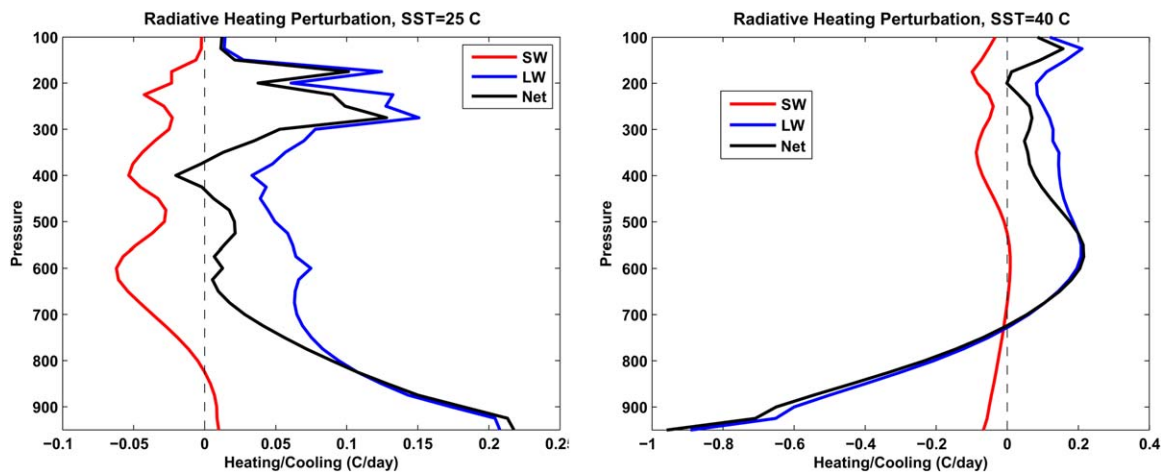 Radiative Heating Perturbation, SST=25 C
100
200
300
400
500
600
700
800
900
Pressure
SW
LW
Net
−0.1 −0.05 0 0.05 0.1 0.15 0.2 0.25
Heating/Cooling (C/day)
Radiative Heating Perturbation, SST=40 C
100
200
300
400
500
600
700
800
900
Pressure
SW
LW
Net
−1 −0.8 −0.6 −0.4 −0.2 0 0.2 0.4
Heating/Cooling (C/day)